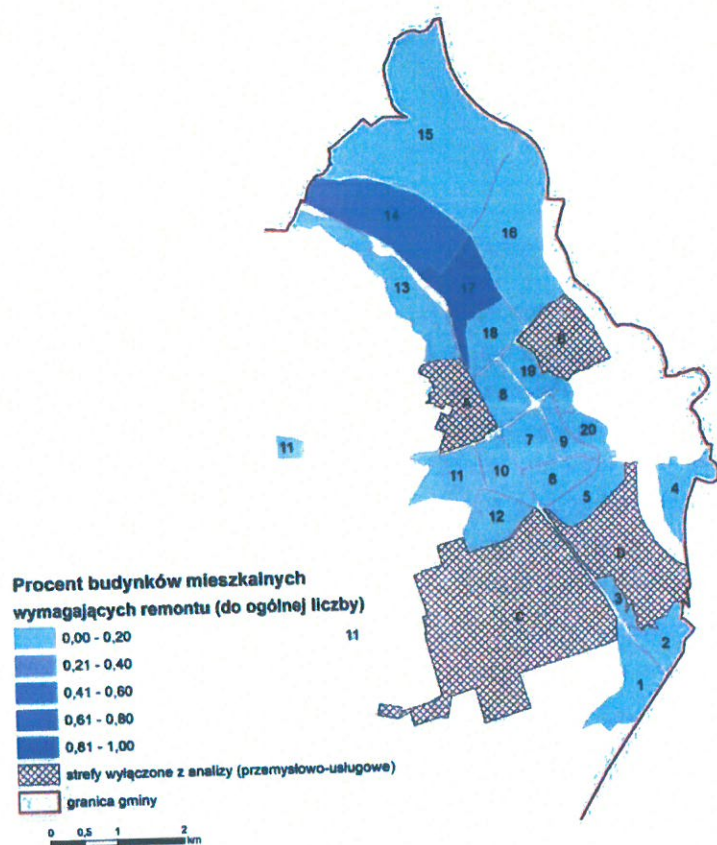 15
14
16
13
17
18
B
19
A
8
20
7
9
11
11
10
6
4
5
12
D
3
C
2
1
Procent budynków mieszkalnych
wymagających remontu (do ogólnej liczby)
11
0,00 - 0,20
0,21 - 0,40
0,41 - 0,60
0,61 - 0,80
0,81 - 1,00
strefy wyłączone z analizy (przemysłowo-usługowe)
granica gminy
0 0,5 1 2
km